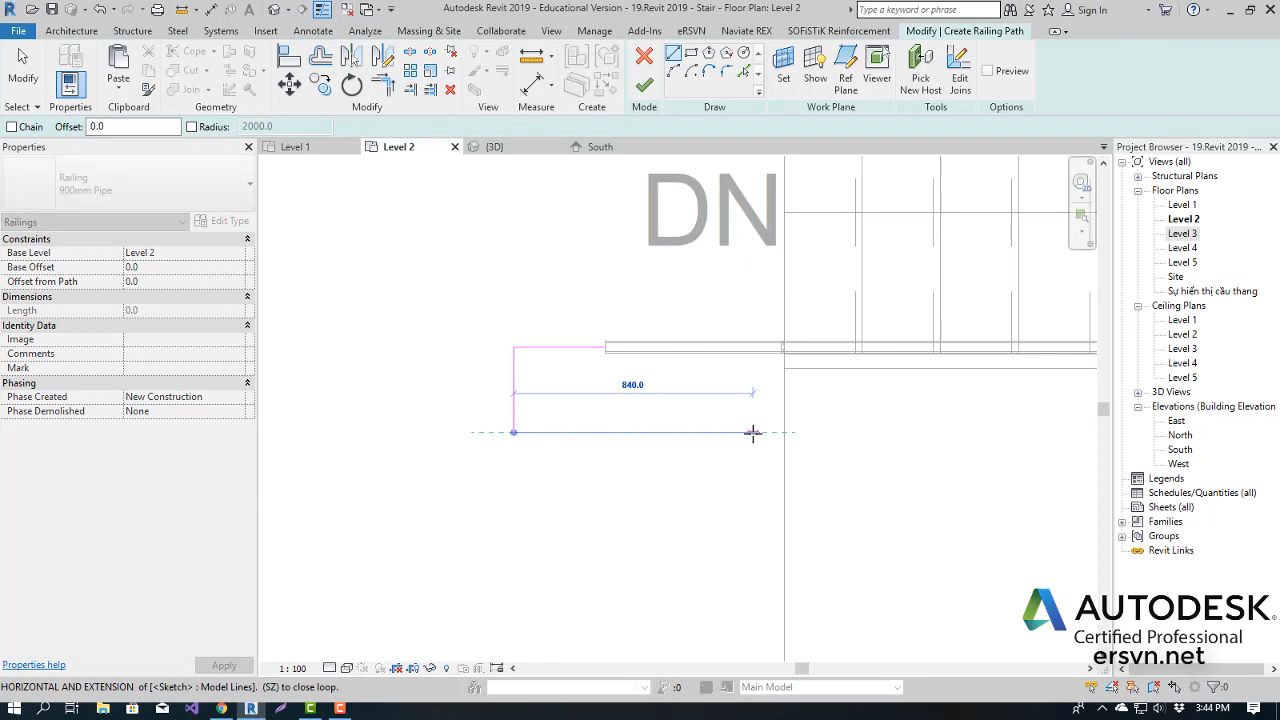 Autodesk Revit 2019 - Educational Version - 19.Revit 2019 - Stair - Floor Plan: Level 2
Type a keyword or phrase
Sign In
File Architecture Structure Steel Systems Insert Annotate Analyze Massing & Site Collaborate View Manage Add-Ins eRSVN Naviate REX SOFiSTiK Reinforcement Modify | Create Railing Path
Modify Paste Cope Cut Join Set Show Ref Plane Viewer Pick New Host Edit Joins Preview
Select Properties Clipboard Geometry Modify View Measure Create Mode Draw Work Plane Tools Options
Chain Offset: 0.0 Radius: 2000.0
Properties
Level 1 Level 2 {3D} South
Project Browser - 19.Revit 2019 -...
Railing
900mm Pipe
Railings Edit Type
Constraints
Base Level Level 2
Base Offset 0.0
Offset from Path 0.0
Dimensions
Length 0.0
Identity Data
Image
Comments
Mark
Phasing
Phase Created New Construction
Phase Demolished None
Properties help Apply
DN
2D
840.0
Views (all)
Structural Plans
Floor Plans
Level 1
Level 2
Level 3
Level 4
Level 5
Site
Sự hiển thị cầu thang
Ceiling Plans
Level 1
Level 2
Level 3
Level 4
Level 5
3D Views
Elevations (Building Elevation
East
North
South
West
Legends
Schedules/Quantities (all)
Sheets (all)
Families
Groups
Revit Links
AUTODESK®
Certified Professional
ersvn.net
1 : 100
HORIZONTAL AND EXTENSION of [<Sketch> - Model Lines]. (SZ) to close loop.
:0 Main Model :0
3:44 PM